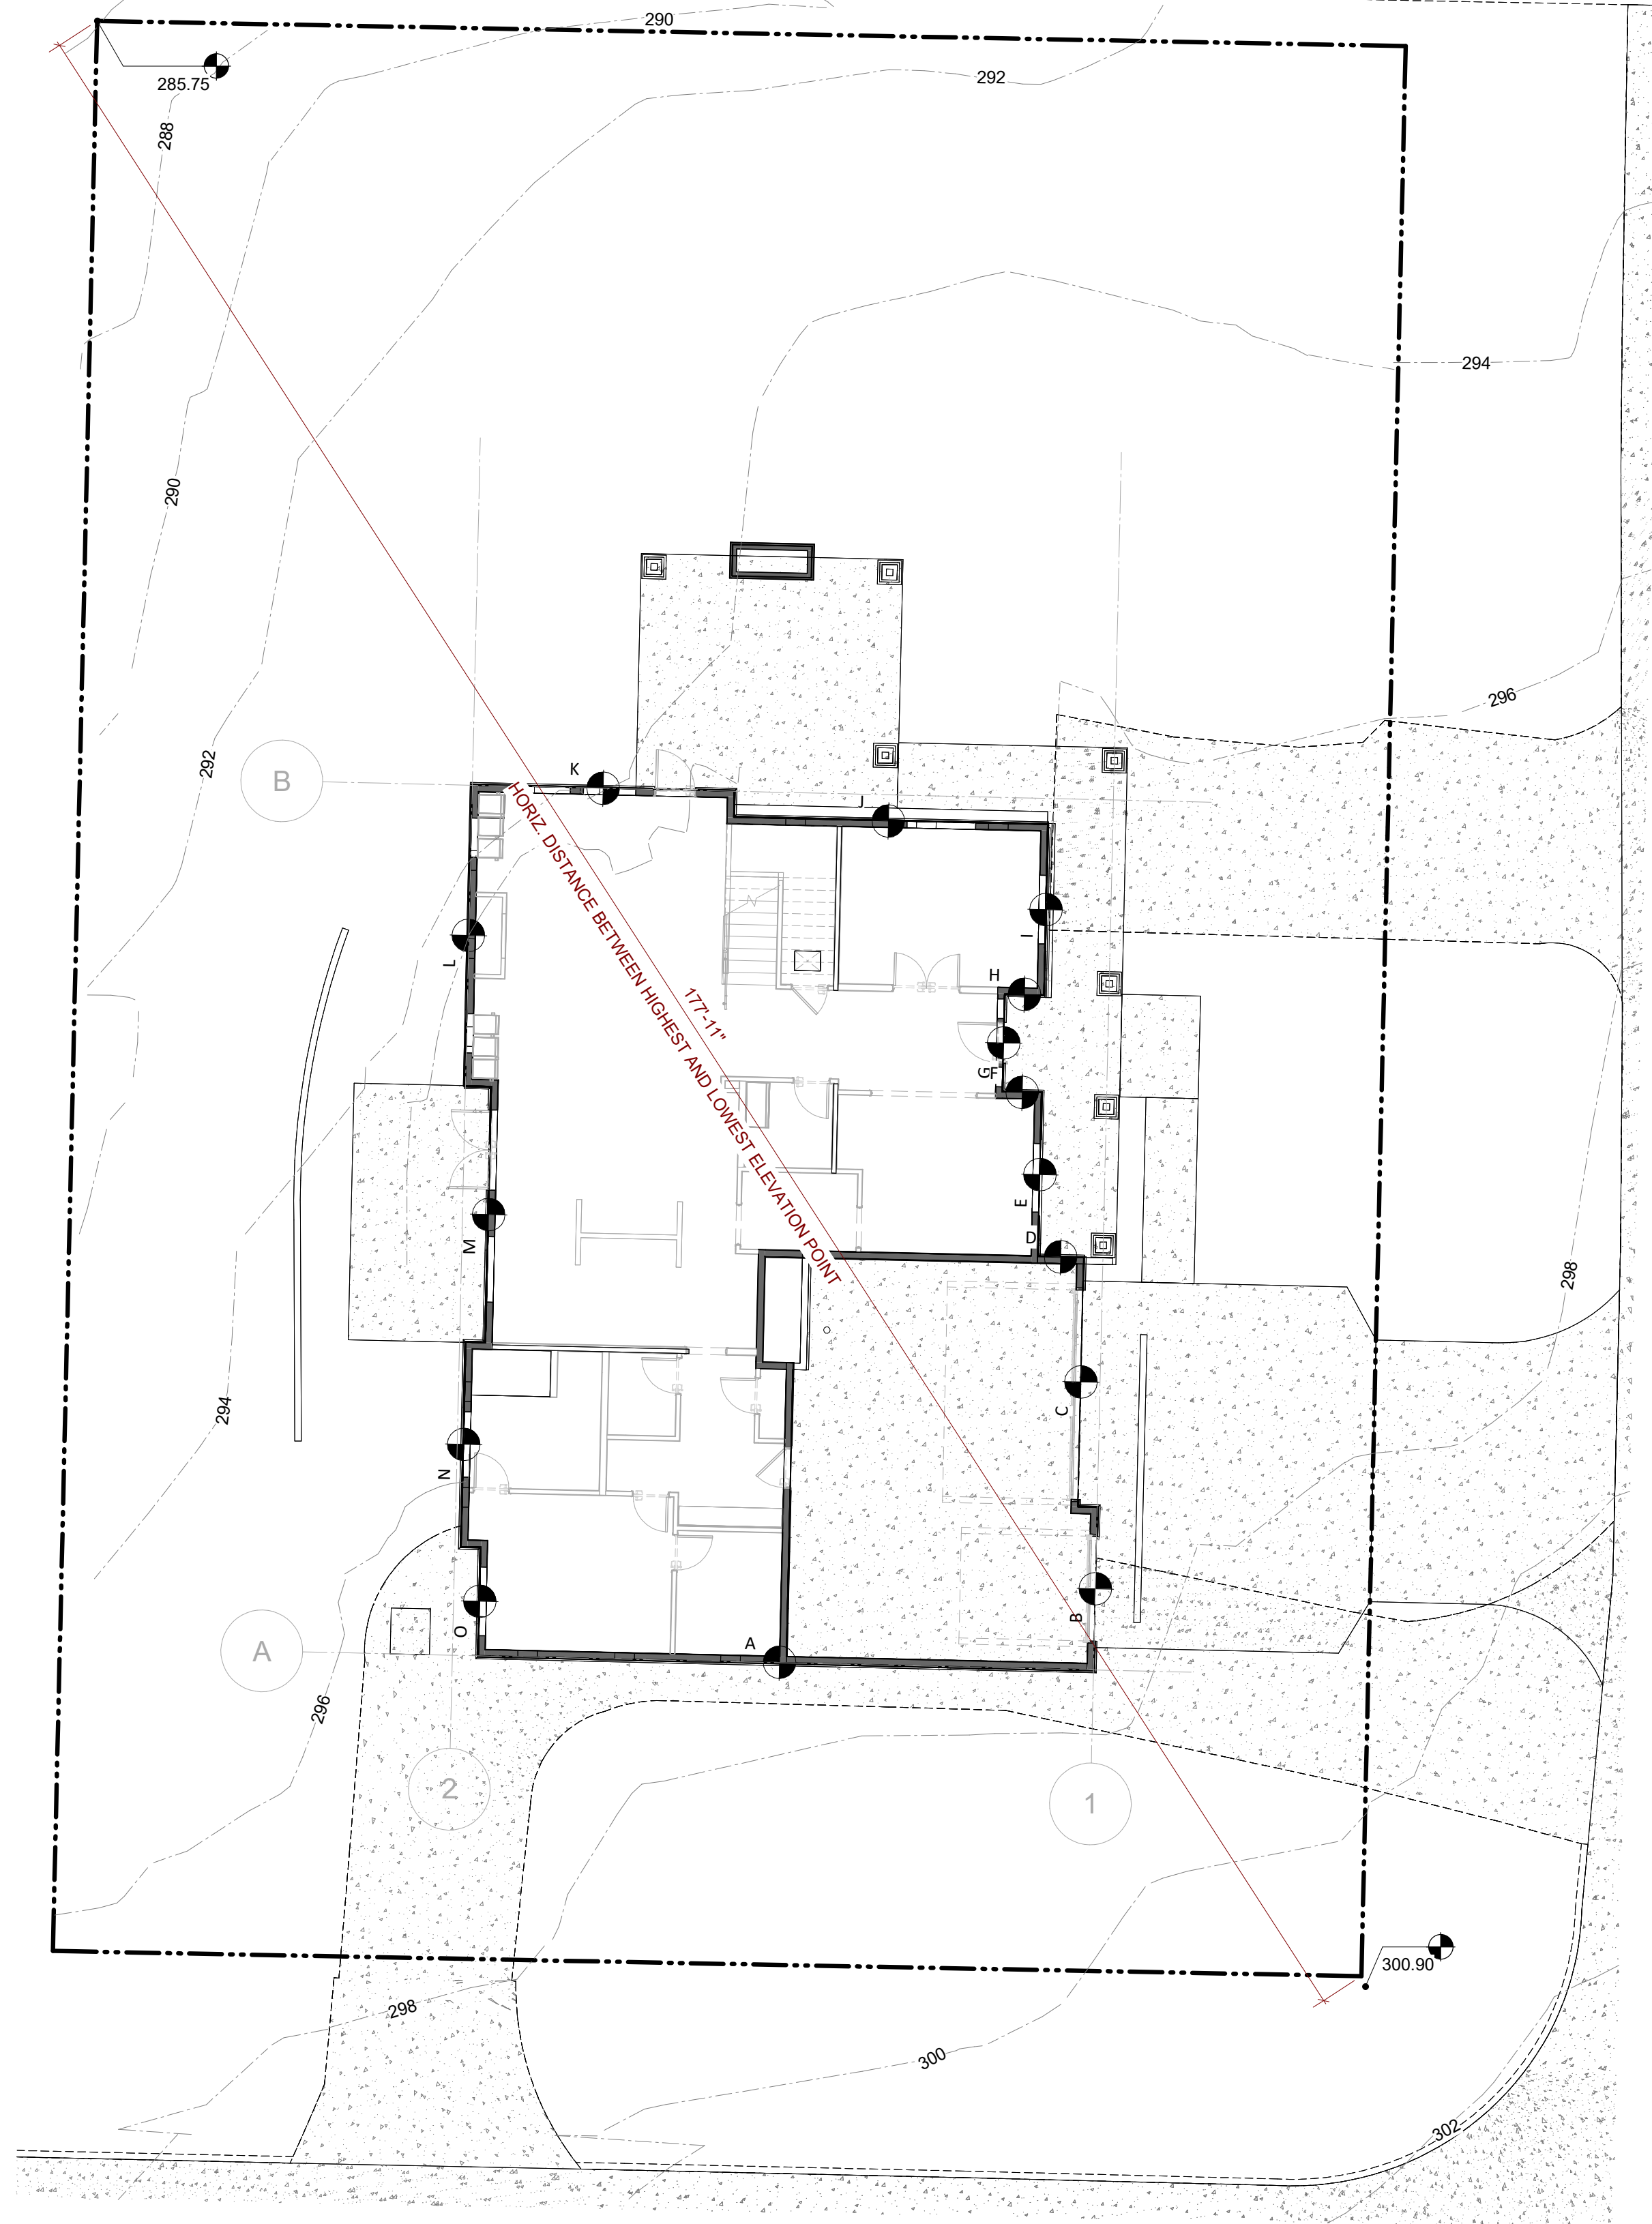 290
292
285.75
288
294
290
296
292
B
K
J
HORIZ. DISTANCE BETWEEN HIGHEST AND LOWEST ELEVATION POINT
177'-11"
L
I
H
G
F
E
D
M
298
C
294
N
B
O
A
A
296
2
1
300.90
298
300
302